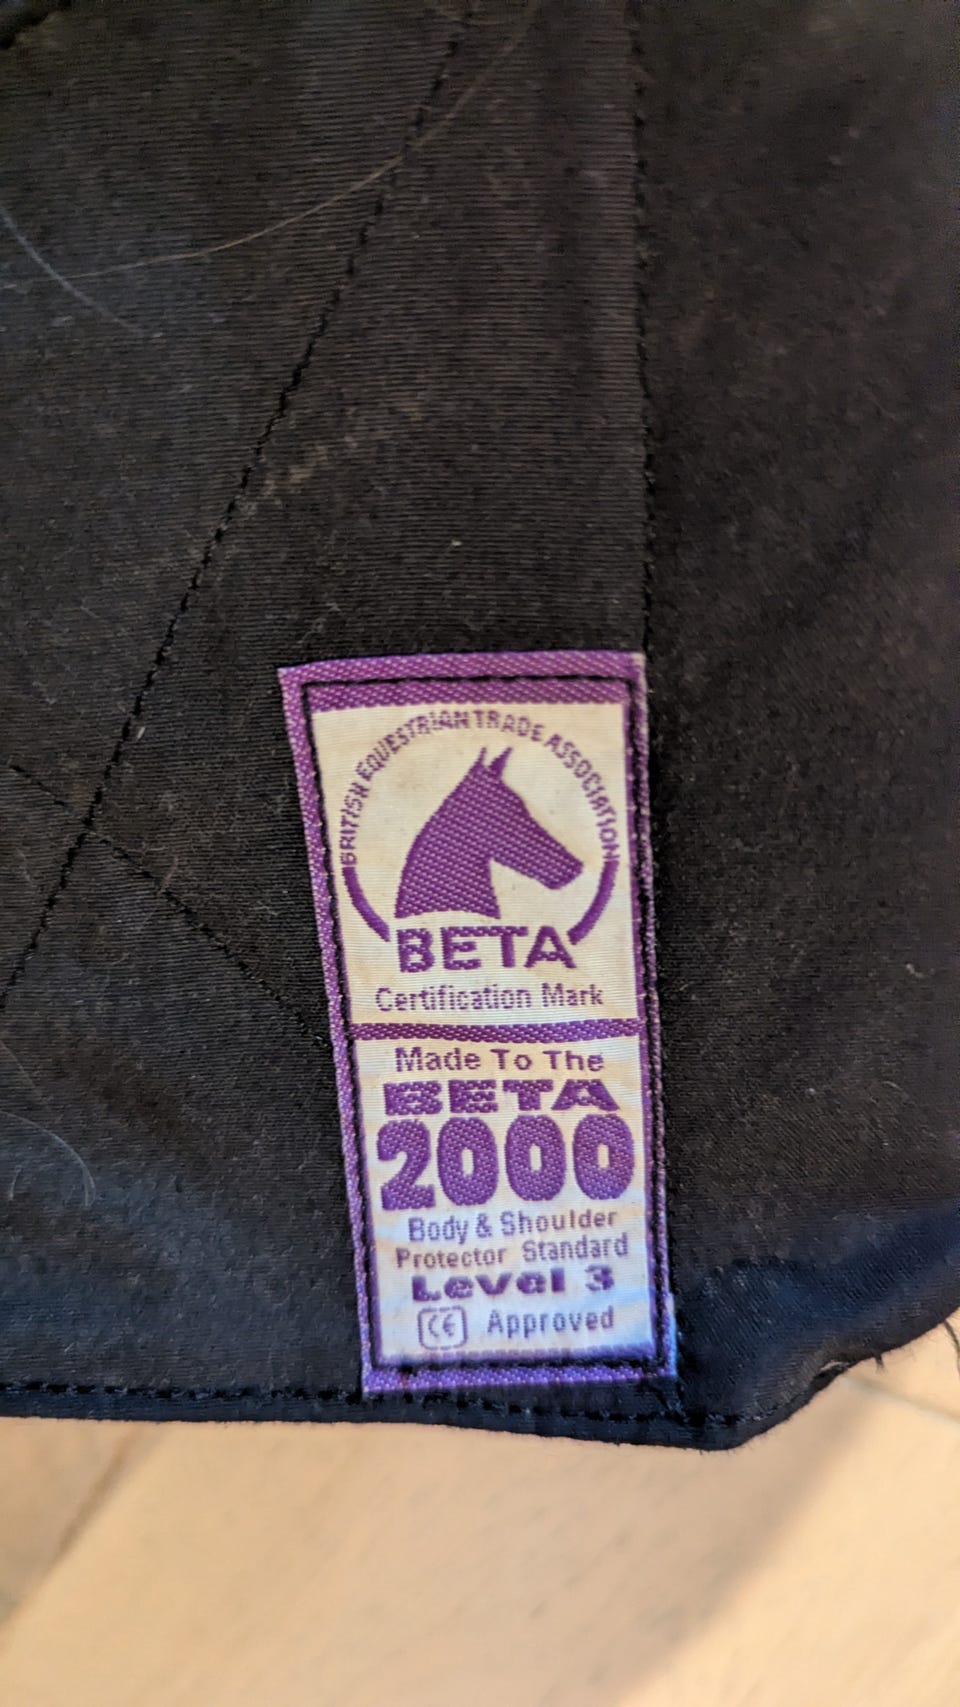 BRITISH EQUESTRIAN TRADE ASSOCIATION
BETA
Certification Mark
Made To The
BETA
2000
Body & Shoulder
Protector Standard
Level 3
CE Approved